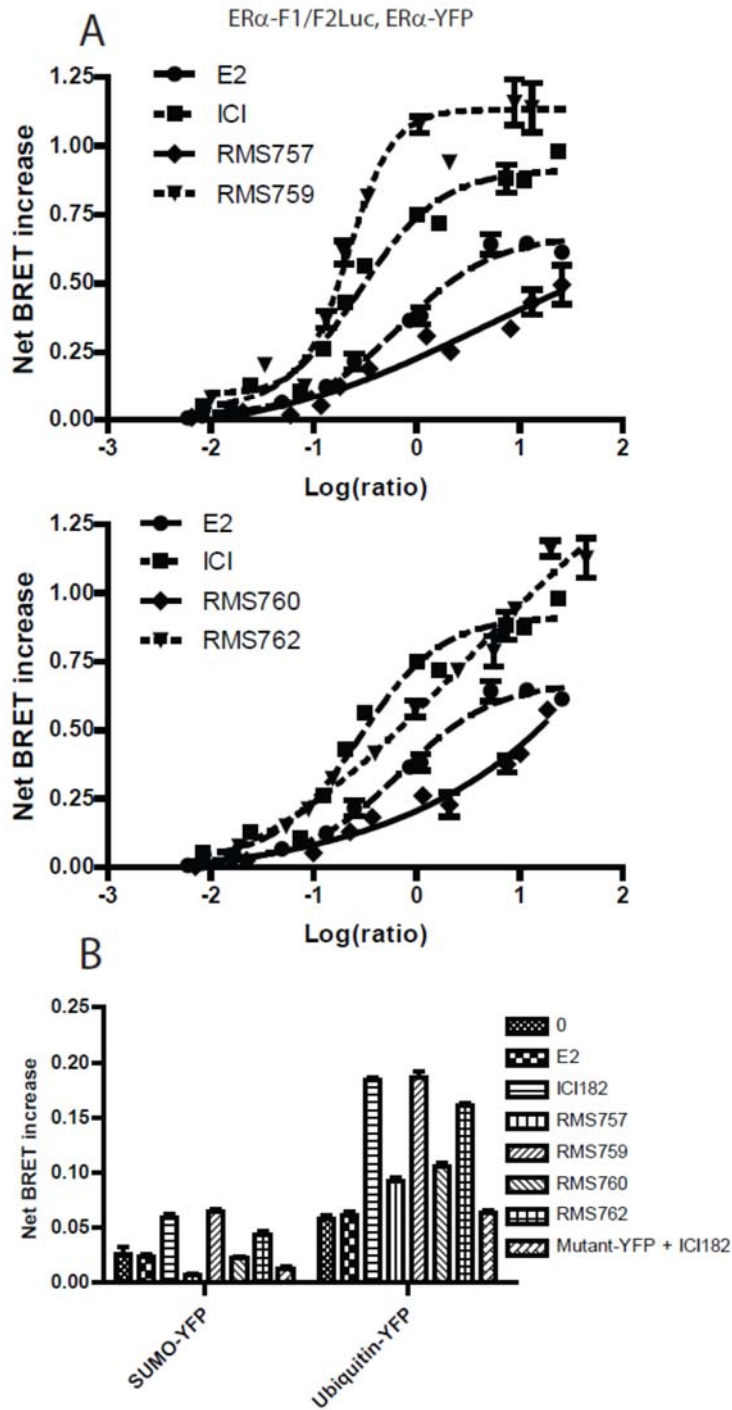 ERα-F1/F2Luc, ERα-YFP
A
1.25
1.00
0.75
0.50
0.25
0.00
Net BRET increase
E2
ICI
RMS757
RMS759
-3
-2
-1
0
1
2
Log(ratio)
1.25
1.00
0.75
0.50
0.25
0.00
Net BRET increase
E2
ICI
RMS760
RMS762
-3
-2
-1
0
1
2
Log(ratio)
B
0.25
0.20
0.15
0.10
0.05
0.00
Net BRET increase
SUMO-YFP
Ubiquitin-YFP
0
E2
ICI182
RMS757
RMS759
RMS760
RMS762
Mutant-YFP + ICI182